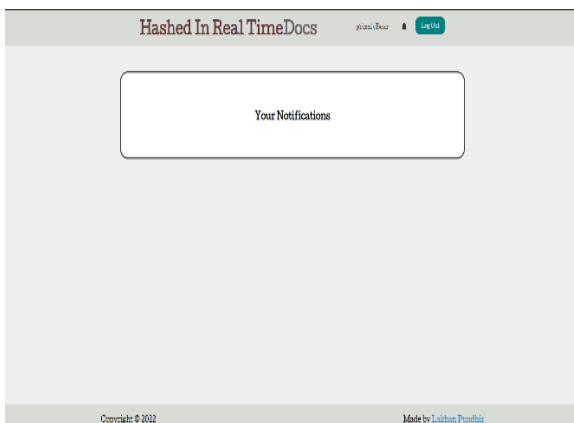 Hashed In Real TimeDocs
Log Out
Your Notifications
Copyright © 2022
Made by Lakhan Pundhir